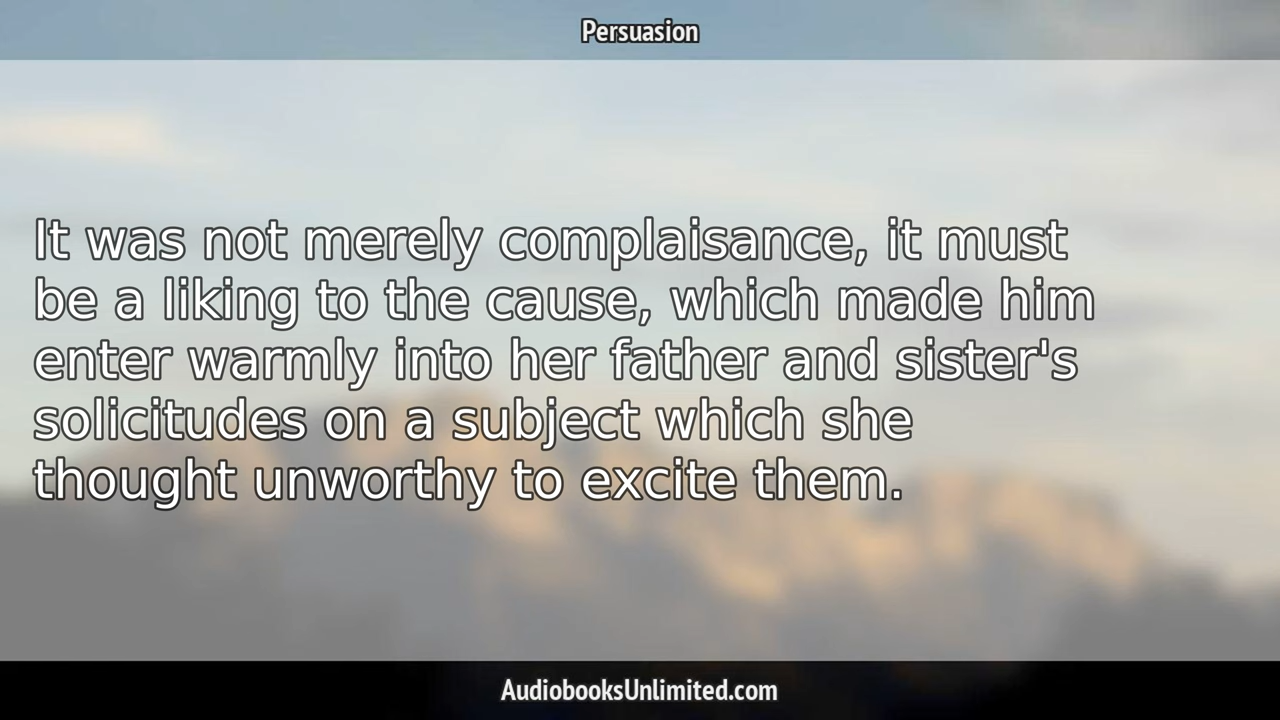 Persuasion
It was not merely complaisance, it must
be a liking to the cause, which made him
enter warmly into her father and sister's
solicitudes on a subject which she
thought unworthy to excite them.
AudiobooksUnlimited.com